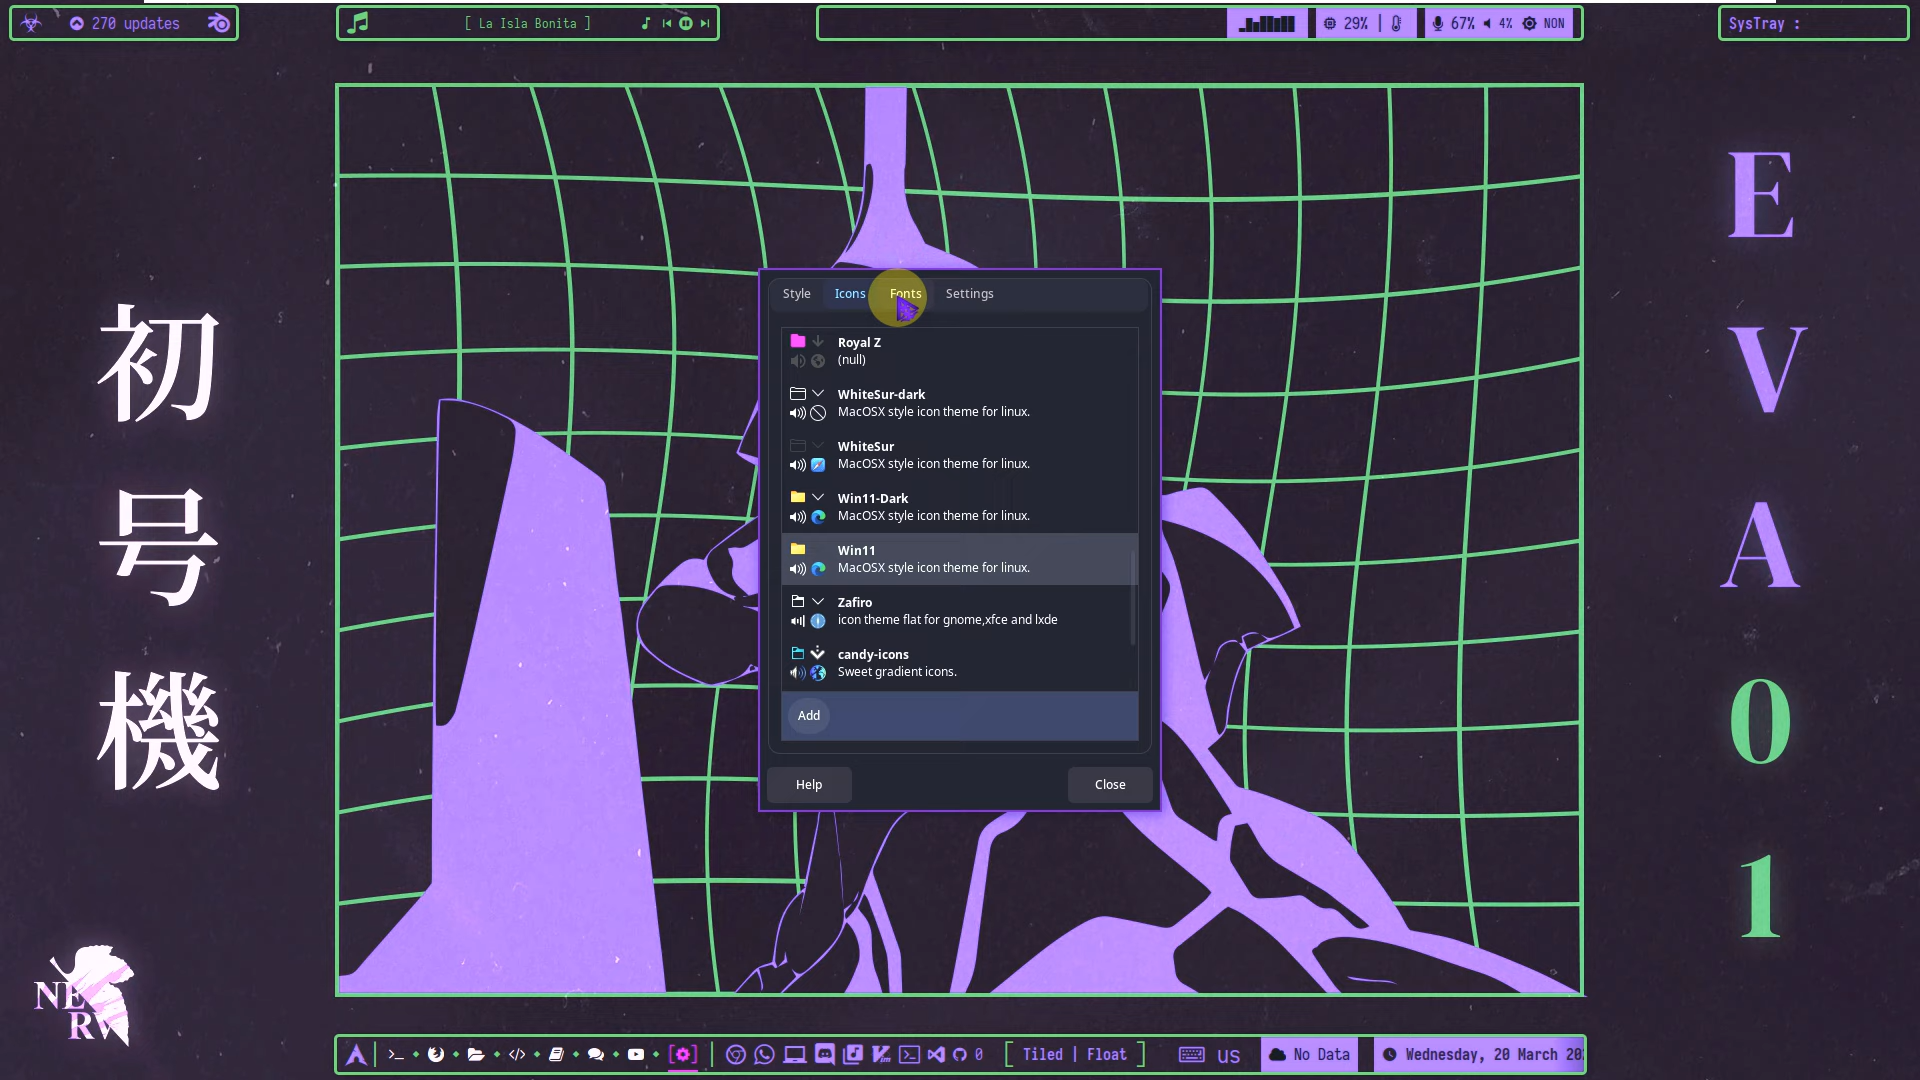 270 updates
[ La Isla Bonita ]
29% |
67% 4% NON
SysTray :
初
号
機
NERV
E
V
A
0
1
Style Icons Fonts Settings
Royal Z
(null)
WhiteSur-dark
MacOSX style icon theme for linux.
WhiteSur
MacOSX style icon theme for linux.
Win11-Dark
MacOSX style icon theme for linux.
Win11
MacOSX style icon theme for linux.
Zafiro
icon theme flat for gnome,xfce and lxde
candy-icons
Sweet gradient icons.
Add
Help Close
0 [ Tiled | Float ] us No Data Wednesday, 20 March